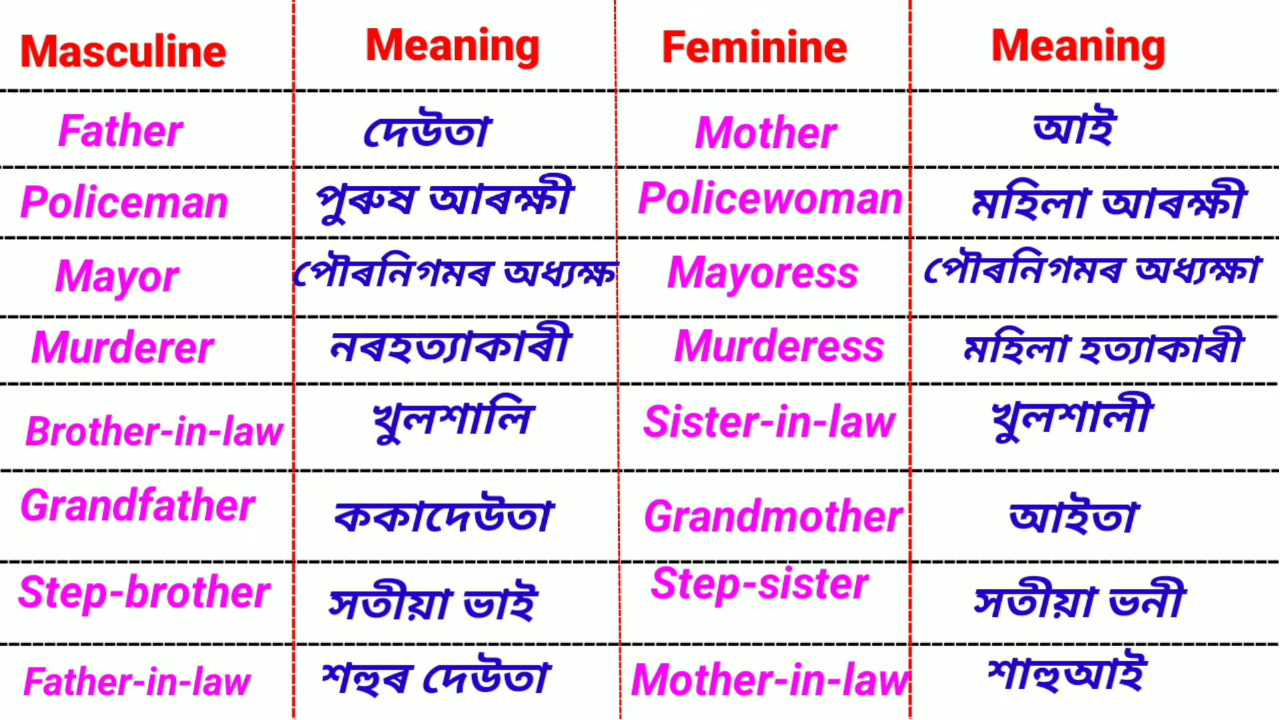 Masculine Meaning Feminine Meaning
Father দেউতা Mother আই
Policeman পুৰুষ আৰক্ষী Policewoman মহিলা আৰক্ষী
Mayor পৌৰনিগমৰ অধ্যক্ষ Mayoress পৌৰনিগমৰ অধ্যক্ষা
Murderer নৰহত্যাকাৰী Murderess মহিলা হত্যাকাৰী
Brother-in-law খুলশালি Sister-in-law খুলশালী
Grandfather ককাদেউতা Grandmother আইতা
Step-brother সতীয়া ভাই Step-sister সতীয়া ভনী
Father-in-law শহুৰ দেউতা Mother-in-law শাহুআই